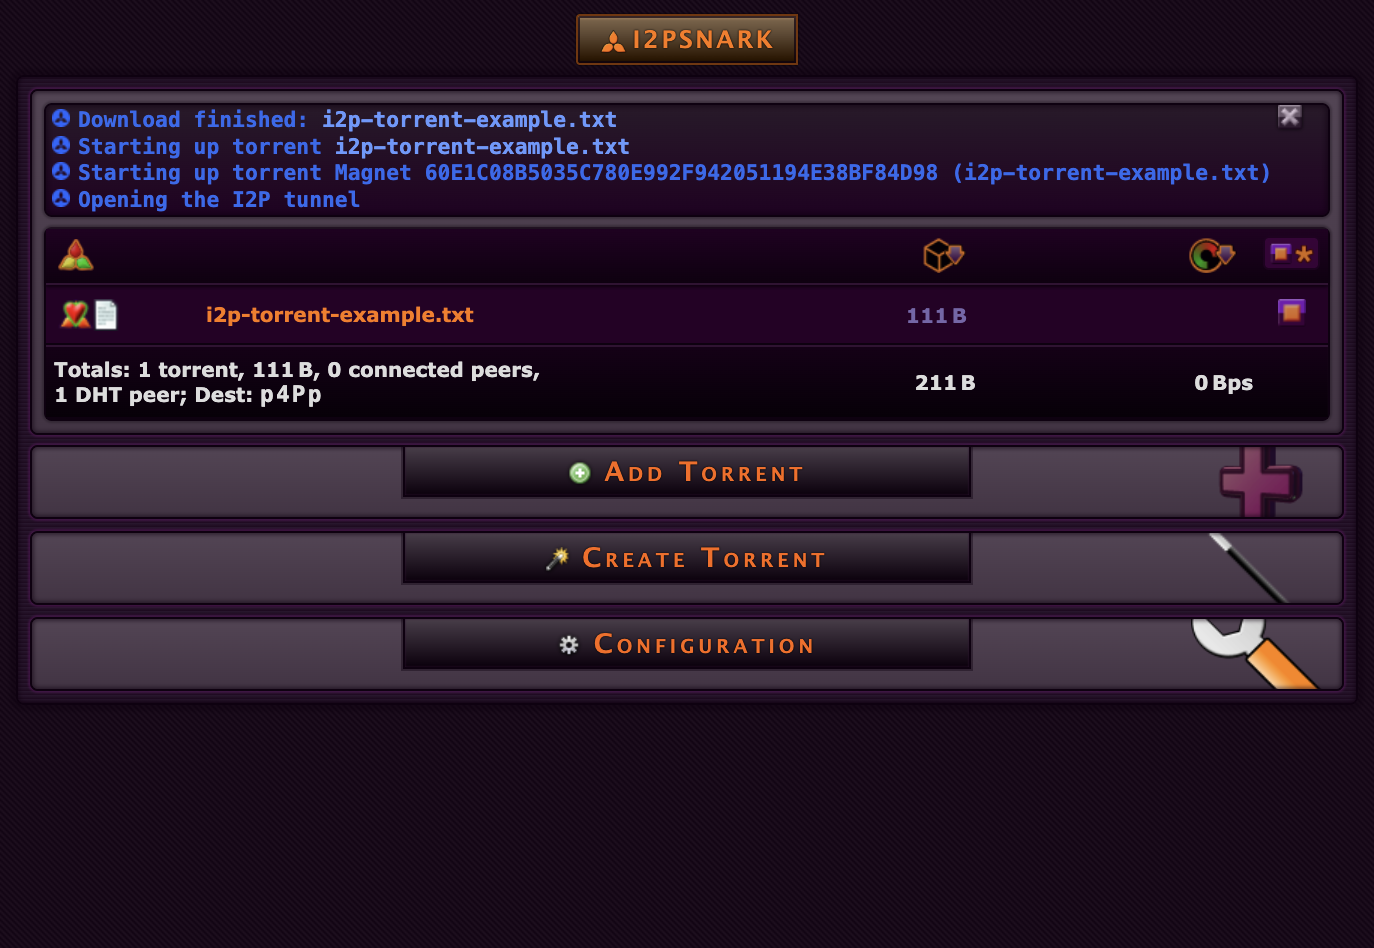 I2PSNARK
Download finished: i2p-torrent-example.txt
Starting up torrent i2p-torrent-example.txt
Starting up torrent Magnet 60E1C08B5035C780E992F942051194E38BF84D98 (i2p-torrent-example.txt)
Opening the I2P tunnel
i2p-torrent-example.txt 111 B
Totals: 1 torrent, 111 B, 0 connected peers,
1 DHT peer; Dest: p4Pp
211 B 0 Bps
Add Torrent
Create Torrent
Configuration